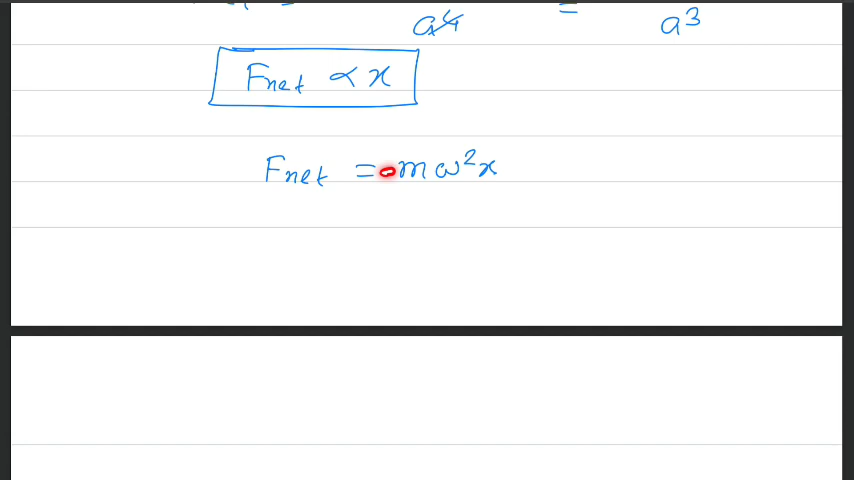 = a⁴ = a³
Fnet ∝ x
Fnet = -mω²x